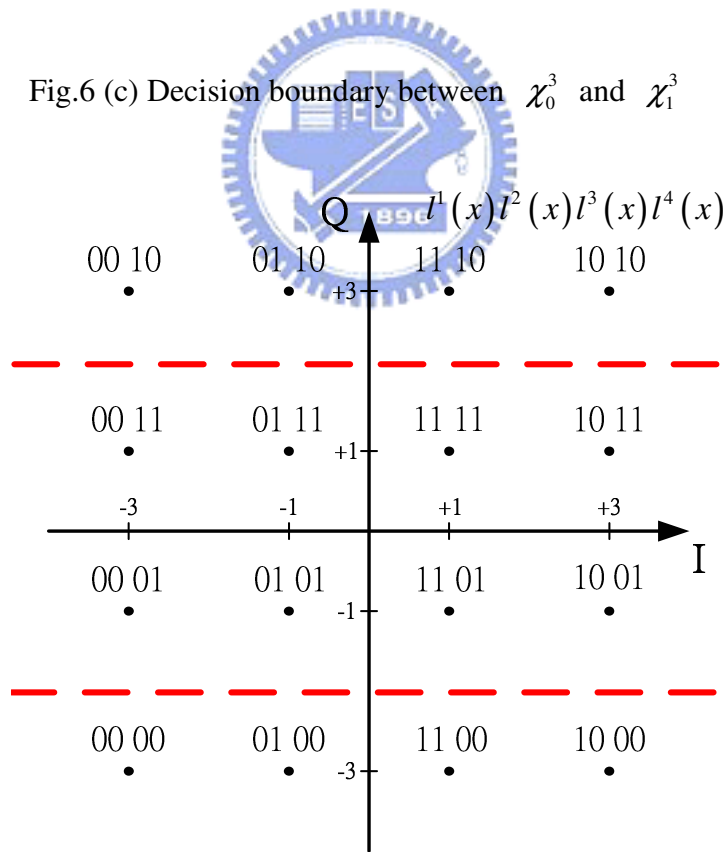 Fig.6 (c) Decision boundary between χ₀³ and χ₁³
E S
1896
Q l¹(x)l²(x)l³(x)l⁴(x)
00 10 01 10 11 10 10 10
+3
00 11 01 11 11 11 10 11
+1
-3 -1 +1 +3
I
00 01 01 01 11 01 10 01
-1
00 00 01 00 11 00 10 00
-3